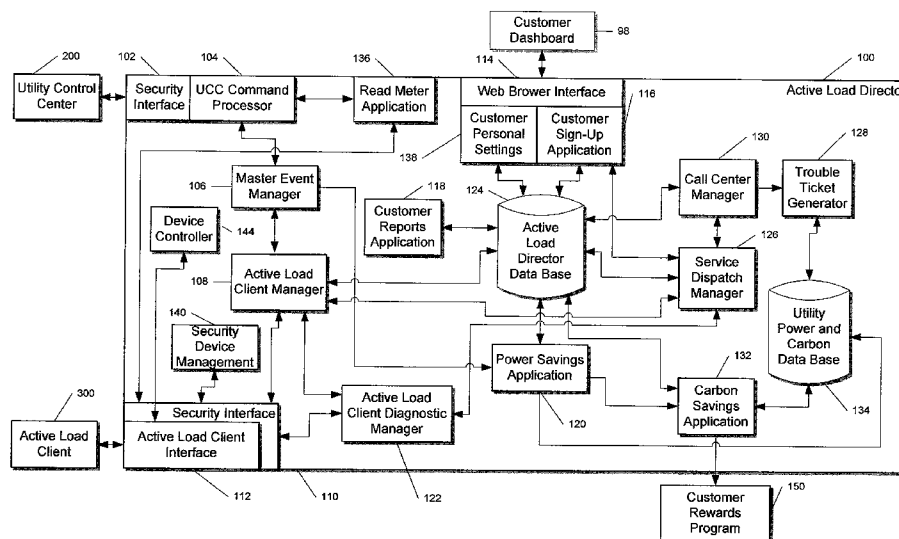 Customer
Dashboard
98
200
102
104
136
114
100
Utility Control
Center
Security
Interface
UCC Command
Processor
Read Meter
Application
Web Brower Interface
Active Load Directo
116
Customer
Personal
Settings
Customer
Sign-Up
Application
138
130
128
106
Master Event
Manager
118
124
Call Center
Manager
Trouble
Ticket
Generator
Customer
Reports
Application
Device
Controller
144
Active
Load
Director
Data Base
126
108
Active Load
Client Manager
Service
Dispatch
Manager
140
Security
Device
Management
Utility
Power and
Carbon
Data Base
Power Savings
Application
132
300
Security Interface
Active Load
Client Diagnostic
Manager
Carbon
Savings
Application
Active Load
Client
Active Load Client
Interface
120
134
112
110
122
150
Customer
Rewards
Program